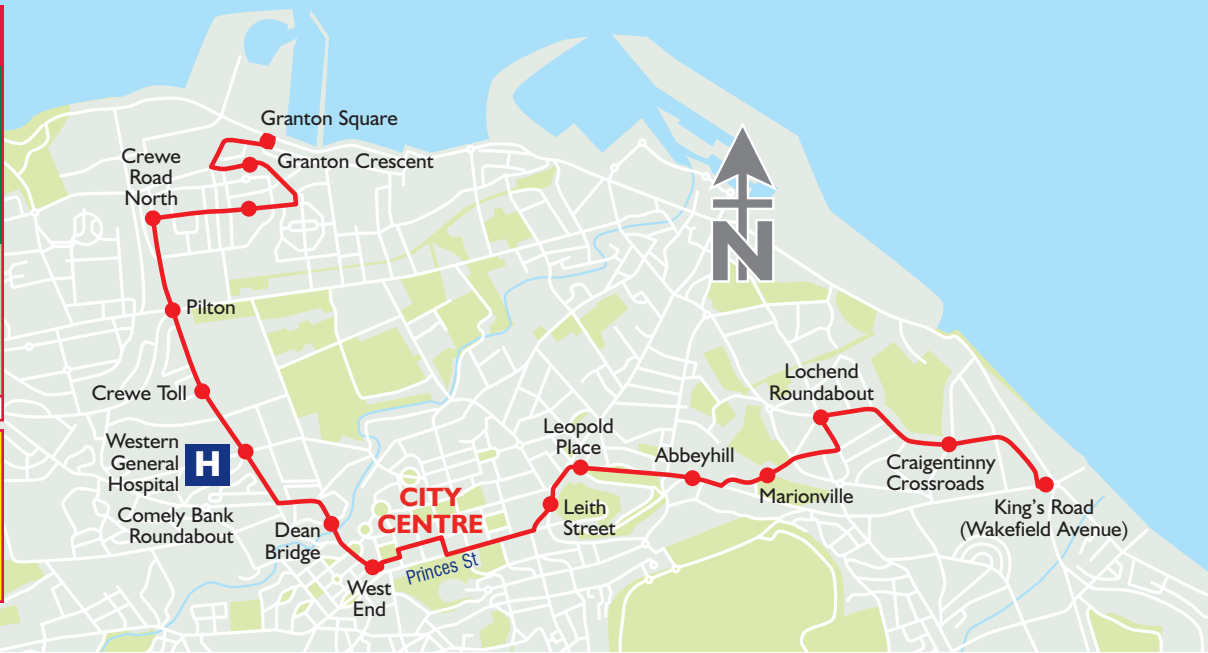 Granton Square
Granton Crescent
Crewe
Road
North
Pilton
Crewe Toll
Western
General
Hospital
H
Comely Bank
Roundabout
Dean
Bridge
West
End
CITY
CENTRE
Princes St
Leith
Street
Leopold
Place
Abbeyhill
Marionville
Lochend
Roundabout
Craigentinny
Crossroads
King's Road
(Wakefield Avenue)
N